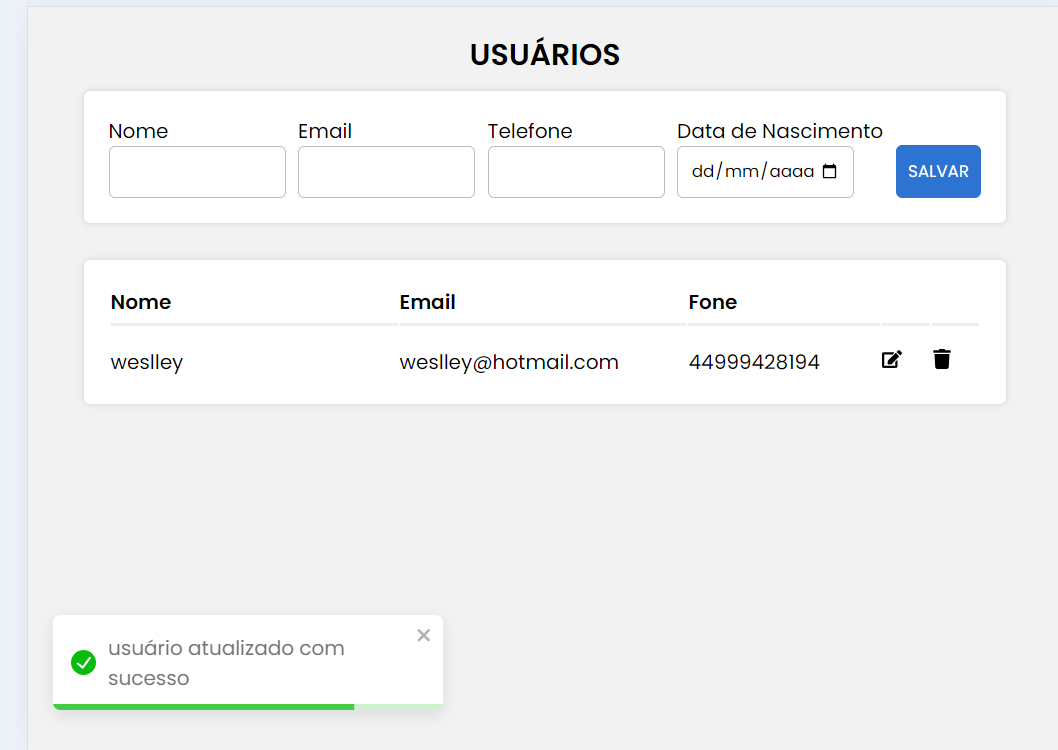 USUÁRIOS
Nome Email Telefone Data de Nascimento
dd/mm/aaaa SALVAR
Nome Email Fone
weslley weslley@hotmail.com 44999428194
usuário atualizado com
sucesso